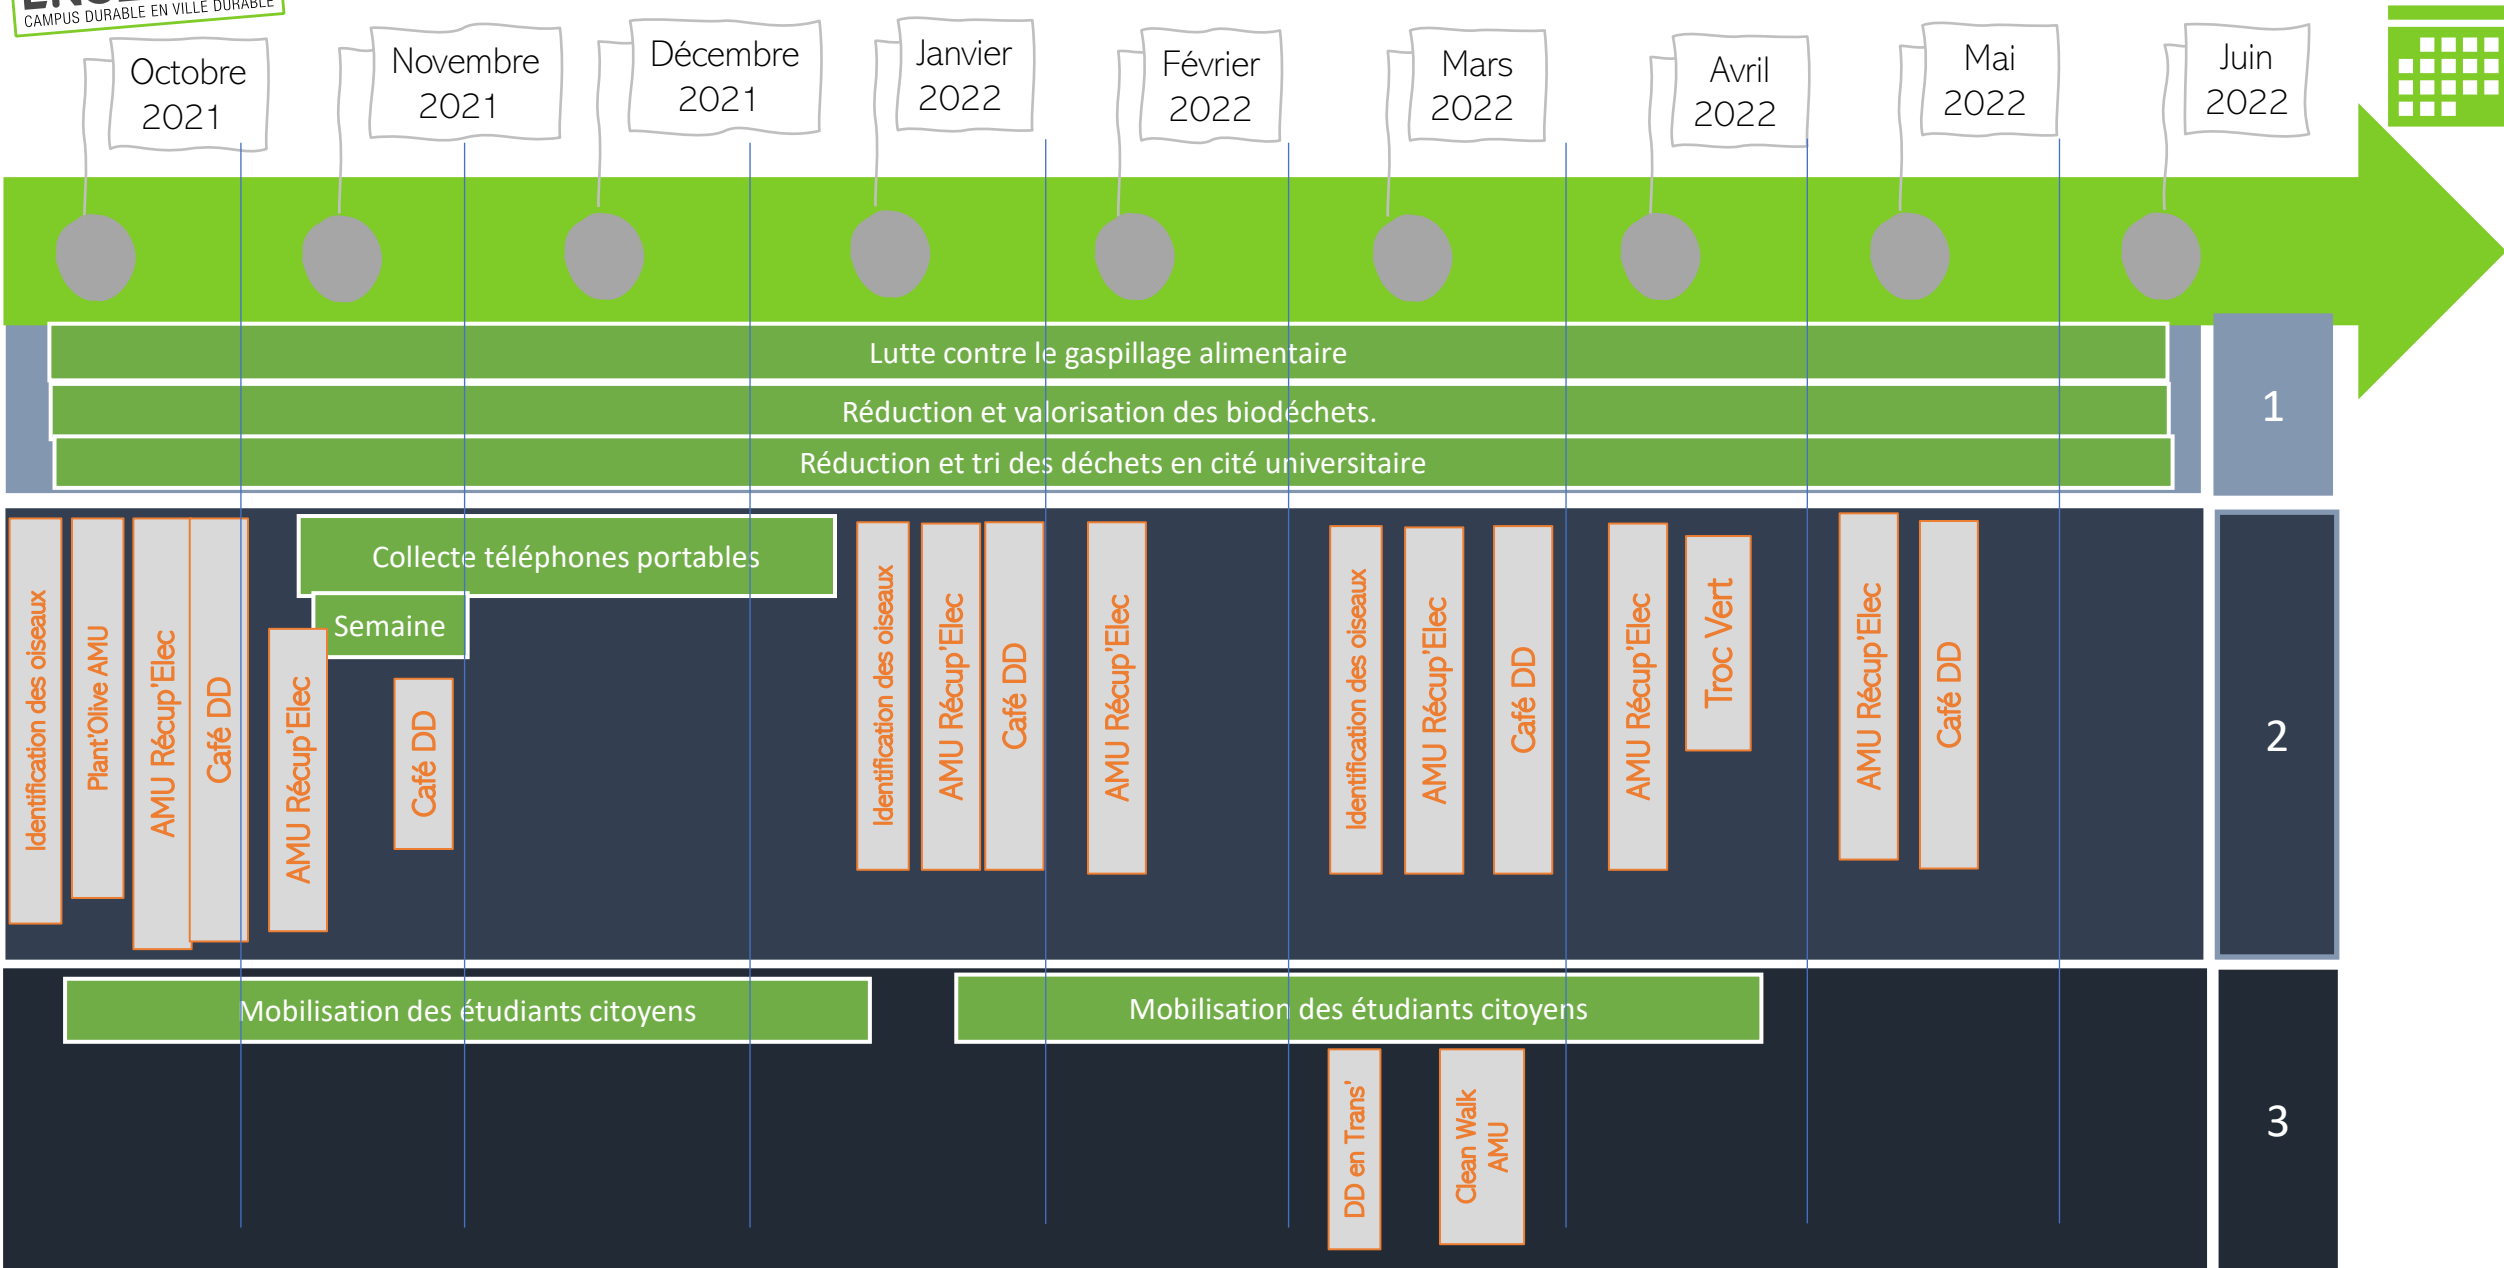 CAMPUS DURABLE EN VILLE DURABLE
Octobre
2021
Novembre
2021
Décembre
2021
Janvier
2022
Février
2022
Mars
2022
Avril
2022
Mai
2022
Juin
2022
Lutte contre le gaspillage alimentaire
Réduction et valorisation des biodéchets.
Réduction et tri des déchets en cité universitaire
1
Identification des oiseaux
Plant'Olive AMU
AMU Récup'Elec
Café DD
AMU Récup'Elec
Collecte téléphones portables
Semaine
Café DD
Identification des oiseaux
AMU Récup'Elec
Café DD
AMU Récup'Elec
Identification des oiseaux
AMU Récup'Elec
Café DD
AMU Récup'Elec
Troc Vert
AMU Récup'Elec
Café DD
2
Mobilisation des étudiants citoyens
Mobilisation des étudiants citoyens
DD en Trans'
Clean Walk
AMU
3